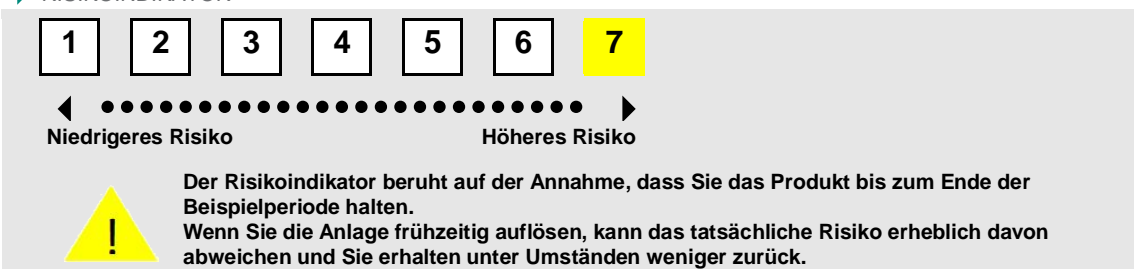 RISIKOINDIKATOR
1 2 3 4 5 6 7
Niedrigeres Risiko Höheres Risiko
! Der Risikoindikator beruht auf der Annahme, dass Sie das Produkt bis zum Ende der
Beispielperiode halten.
Wenn Sie die Anlage frühzeitig auflösen, kann das tatsächliche Risiko erheblich davon
abweichen und Sie erhalten unter Umständen weniger zurück.